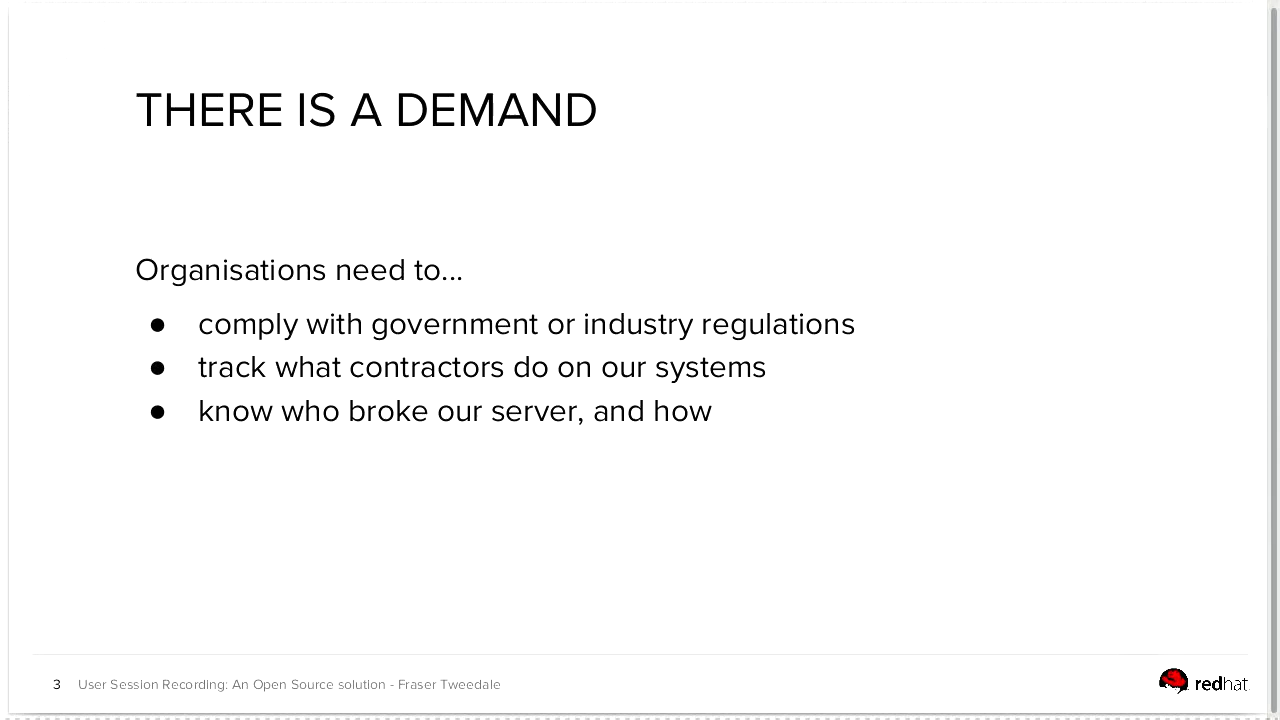 THERE IS A DEMAND
Organisations need to...
● comply with government or industry regulations
● track what contractors do on our systems
● know who broke our server, and how
3 User Session Recording: An Open Source solution - Fraser Tweedale
redhat.